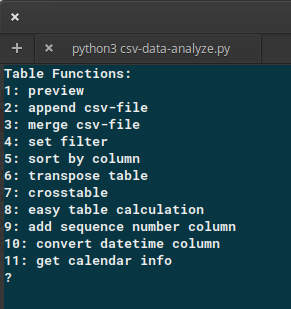 python3 csv-data-analyze.py
Table Functions:
1: preview
2: append csv-file
3: merge csv-file
4: set filter
5: sort by column
6: transpose table
7: crosstable
8: easy table calculation
9: add sequence number column
10: convert datetime column
11: get calendar info
?